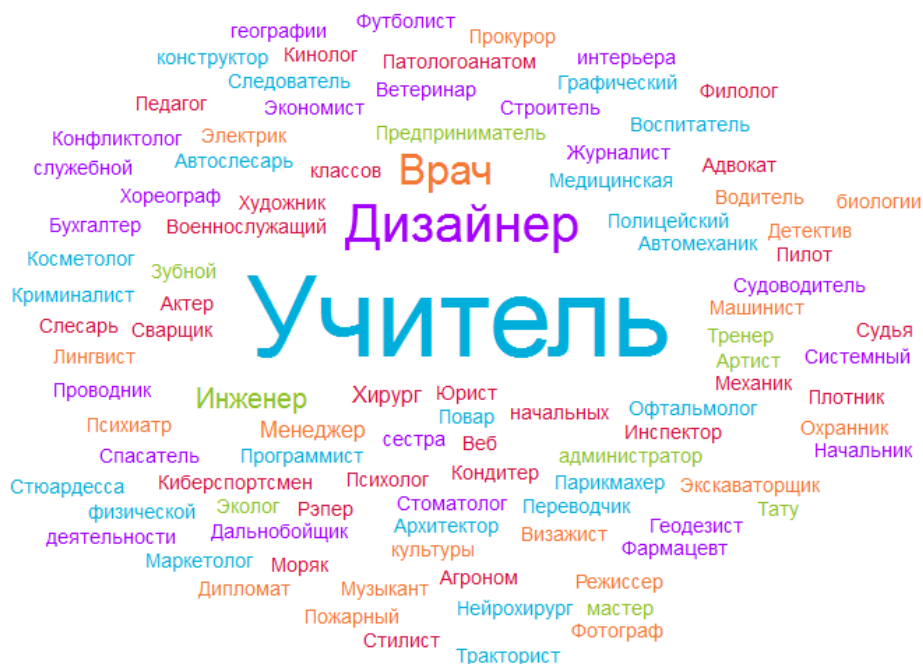 Футболист
географии
Прокурор
конструктор Кинолог Патологоанатом интерьера
Следователь Ветеринар Графический Филолог
Педагог Экономист Строитель
Конфликтолог Электрик Предприниматель Воспитатель
служебной Автослесарь классов Врач Журналист Адвокат
Медицинская
Хореограф Художник Водитель биологии
Бухгалтер Военнослужащий Дизайнер Полицейский Детектив
Автомеханик Пилот
Косметолог Зубной
Криминалист Актер Учитель Судоводитель
Машинист
Слесарь Сварщик Тренер Судья
Лингвист Артист Системный
Проводник Инженер Хирург Юрист Механик Плотник
Повар начальных Офтальмолог
Психиатр Менеджер сестра Веб Инспектор Охранник
Спасатель Программист администратор Начальник
Стюардесса Киберспортсмен Психолог Кондитер Парикмахер Экскаваторщик
физической Эколог Рэпер Стоматолог Переводчик Тату
деятельности Дальнобойщик Архитектор Визажист Геодезист
культуры Фармацевт
Маркетолог Моряк
Дипломат Музыкант Агроном Режиссер
Пожарный Нейрохирург мастер
Стилист Фотограф
Тракторист